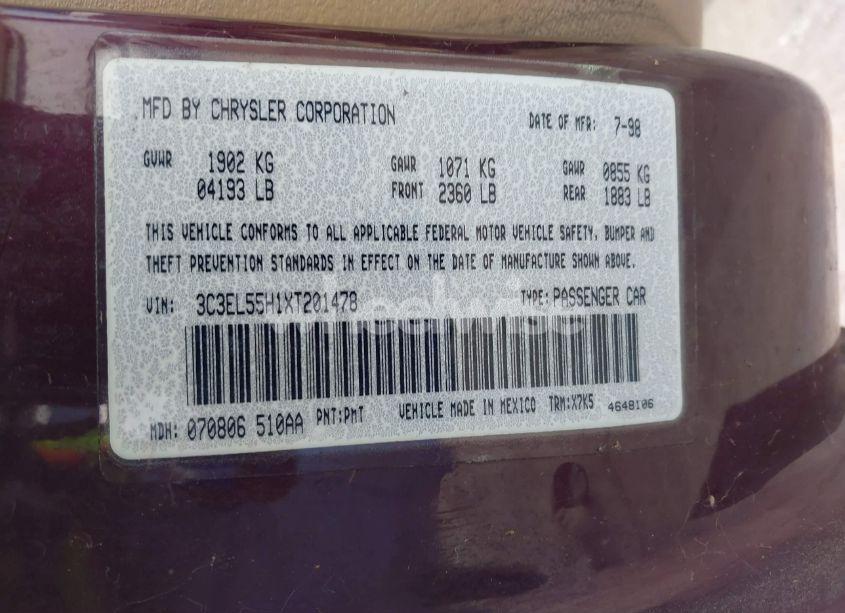 MFD BY CHRYSLER CORPORATION DATE OF MFR: 7-98
GVWR 1902 KG GAWR 1071 KG GAWR 0855 KG
04193 LB FRONT 2360 LB REAR 1883 LB
THIS VEHICLE CONFORMS TO ALL APPLICABLE FEDERAL MOTOR VEHICLE SAFETY, BUMPER AND
THEFT PREVENTION STANDARDS IN EFFECT ON THE DATE OF MANUFACTURE SHOWN ABOVE.
VIN: 3C3EL55H1XT201478 TYPE: PASSENGER CAR
wheelwise
MDH: 070806 510AA PNT:PMT VEHICLE MADE IN MEXICO TRM:X7K5 4648106